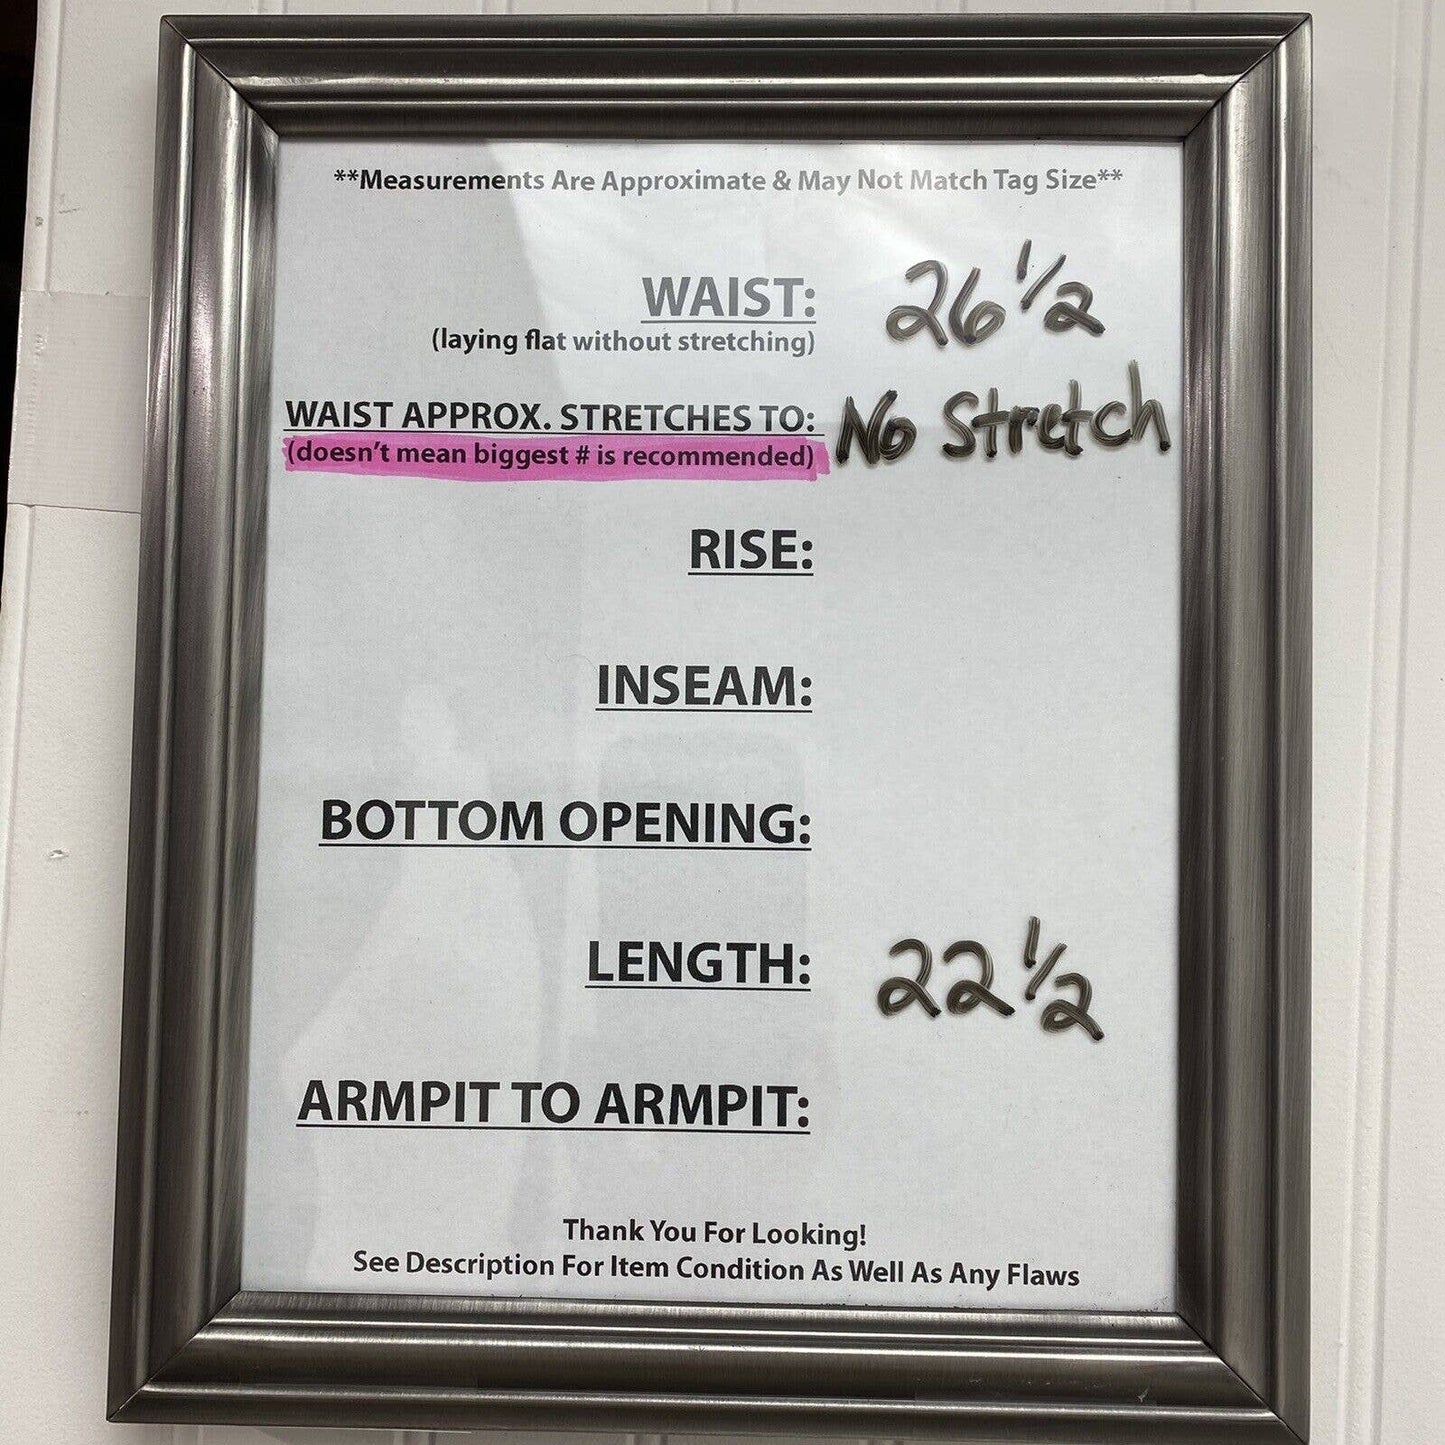 **Measurements Are Approximate & May Not Match Tag Size**
WAIST: 26 1/2
(laying flat without stretching)
WAIST APPROX. STRETCHES TO: No Stretch
(doesn't mean biggest # is recommended)
RISE:
INSEAM:
BOTTOM OPENING:
LENGTH: 22 1/2
ARMPIT TO ARMPIT:
Thank You For Looking!
See Description For Item Condition As Well As Any Flaws